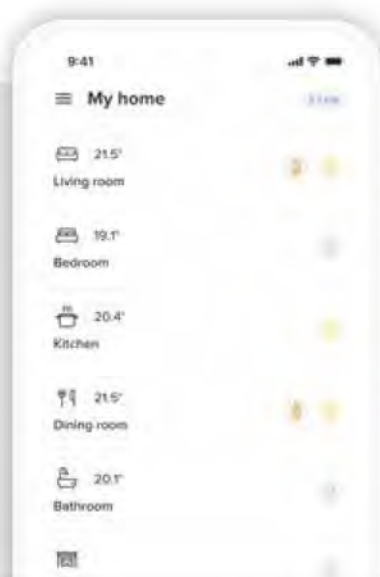 9:41
My home
21.5°
Living room
19.1°
Bedroom
20.4°
Kitchen
21.5°
Dining room
20.1°
Bathroom